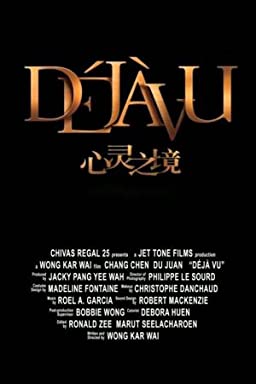 DÉJÀVU
心灵之境
CHIVAS REGAL 25 presents a JET TONE FILMS production
a WONG KAR WAI film CHANG CHEN DU JUAN "DÉJÀ VU"
Produced by JACKY PANG YEE WAH Director of Photography PHILIPPE LE SOURD
Costume Design by MADELINE FONTAINE Makeup by CHRISTOPHE DANCHAUD
Music by ROEL A. GARCIA Sound Design by ROBERT MACKENZIE
Post-production Supervisor BOBBIE WONG Colorist DEBORA HUEN
Edited by RONALD ZEE MARUT SEELACHAROEN
Written and Directed by WONG KAR WAI